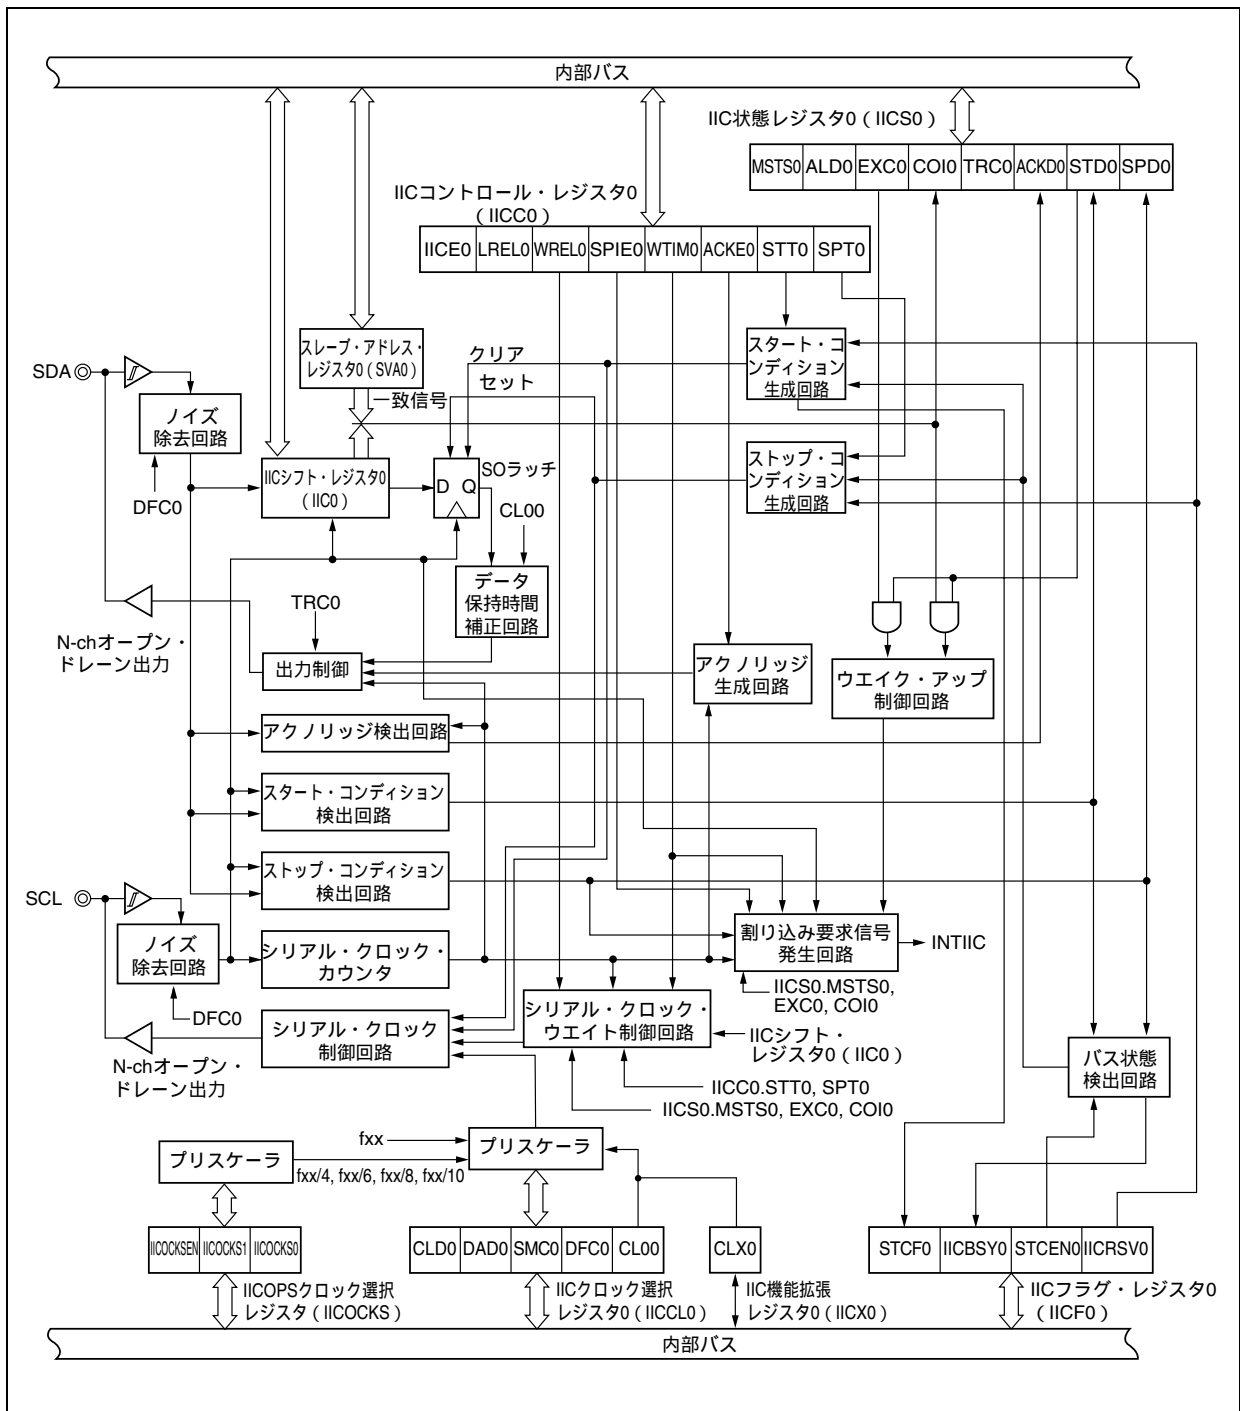 内部バス
IIC状態レジスタ0（IICS0）
MSTS0 ALD0 EXC0 COI0 TRC0 ACKD0 STD0 SPD0
IICコントロール・レジスタ0
（IICC0）
IICE0 LREL0 WREL0 SPIE0 WTIM0 ACKE0 STT0 SPT0
スレーブ・アドレス・
レジスタ0（SVA0）
クリア
セット
スタート・コ
ンディション
生成回路
SDA
一致信号
ノイズ
除去回路
DFC0
IICシフト・レジスタ0
（IIC0）
D Q
SOラッチ
CL00
ストップ・コ
ンディション
生成回路
データ
保持時間
補正回路
TRC0
N-chオープン・
ドレーン出力
出力制御
アクノリッジ
生成回路
ウエイク・アップ
制御回路
アクノリッジ検出回路
スタート・コンディション
検出回路
ストップ・コンディション
検出回路
SCL
ノイズ
除去回路
DFC0
シリアル・クロック・
カウンタ
割り込み要求信号
発生回路
INTIIC
IICS0.MSTS0,
EXC0, COI0
シリアル・クロック
制御回路
シリアル・クロック・
ウエイト制御回路
IICシフト・
レジスタ0（IIC0）
N-chオープン・
ドレーン出力
IICC0.STT0, SPT0
IICS0.MSTS0, EXC0, COI0
バス状態
検出回路
プリスケーラ
fxx
fxx/4, fxx/6, fxx/8, fxx/10
プリスケーラ
IICOCKSEN IICOCKS1 IICOCKS0
CLD0 DAD0 SMC0 DFC0 CL00
CLX0
STCF0 IICBSY0 STCEN0 IICRSV0
IICOPSクロック選択
レジスタ（IICOCKS）
IICクロック選択
レジスタ0（IICCL0）
IIC機能拡張
レジスタ0（IICX0）
IICフラグ・レジスタ0
（IICF0）
内部バス